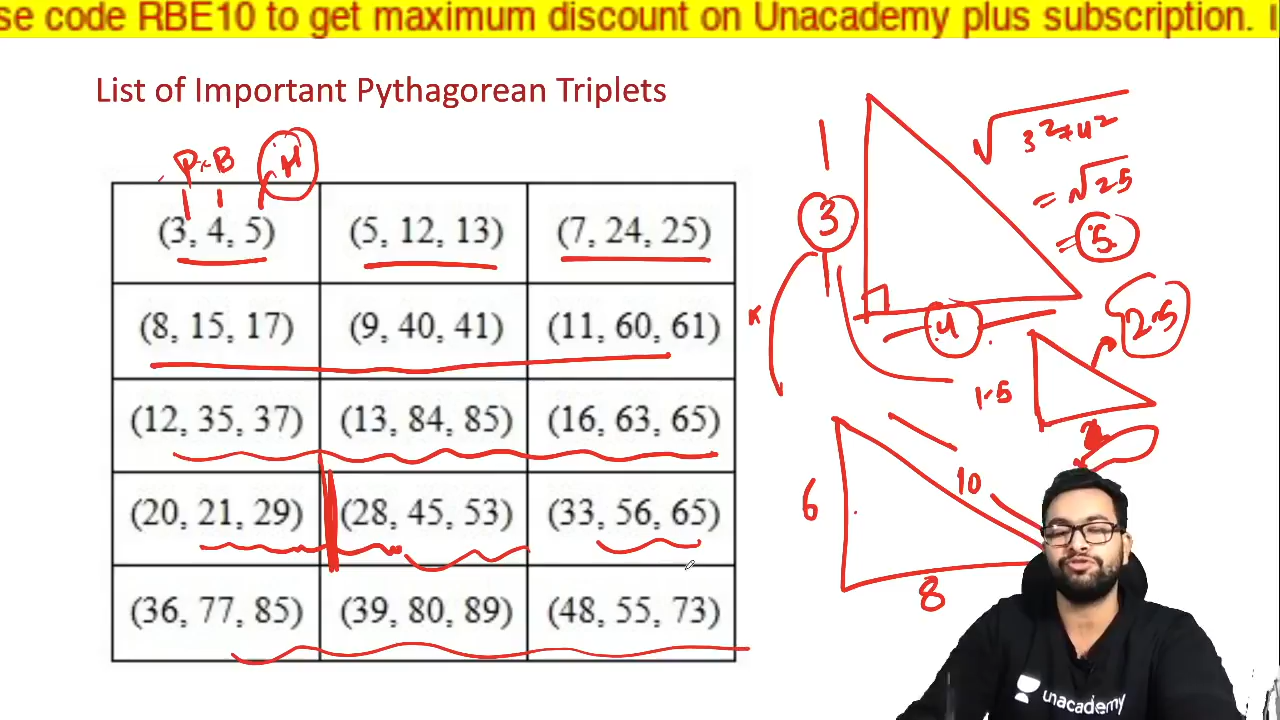 se code RBE10 to get maximum discount on Unacademy plus subscription.
List of Important Pythagorean Triplets
P B H
(3, 4, 5) (5, 12, 13) (7, 24, 25)
(8, 15, 17) (9, 40, 41) (11, 60, 61)
(12, 35, 37) (13, 84, 85) (16, 63, 65)
(20, 21, 29) (28, 45, 53) (33, 56, 65)
(36, 77, 85) (39, 80, 89) (48, 55, 73)
√3²+4²
= √25
= 5
3
4
2.5
1.5
2
10
6
8
unacademy